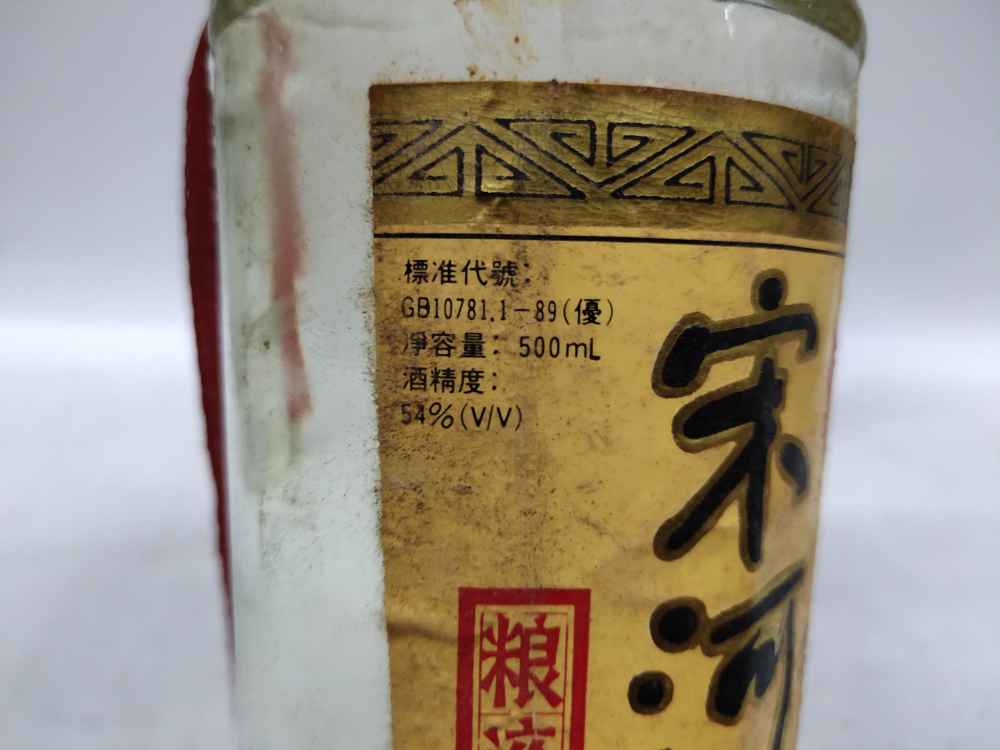 標准代號：
GB10781.1－89(優)
淨容量：500mL
酒精度：
54%(V/V)
宋河
粮